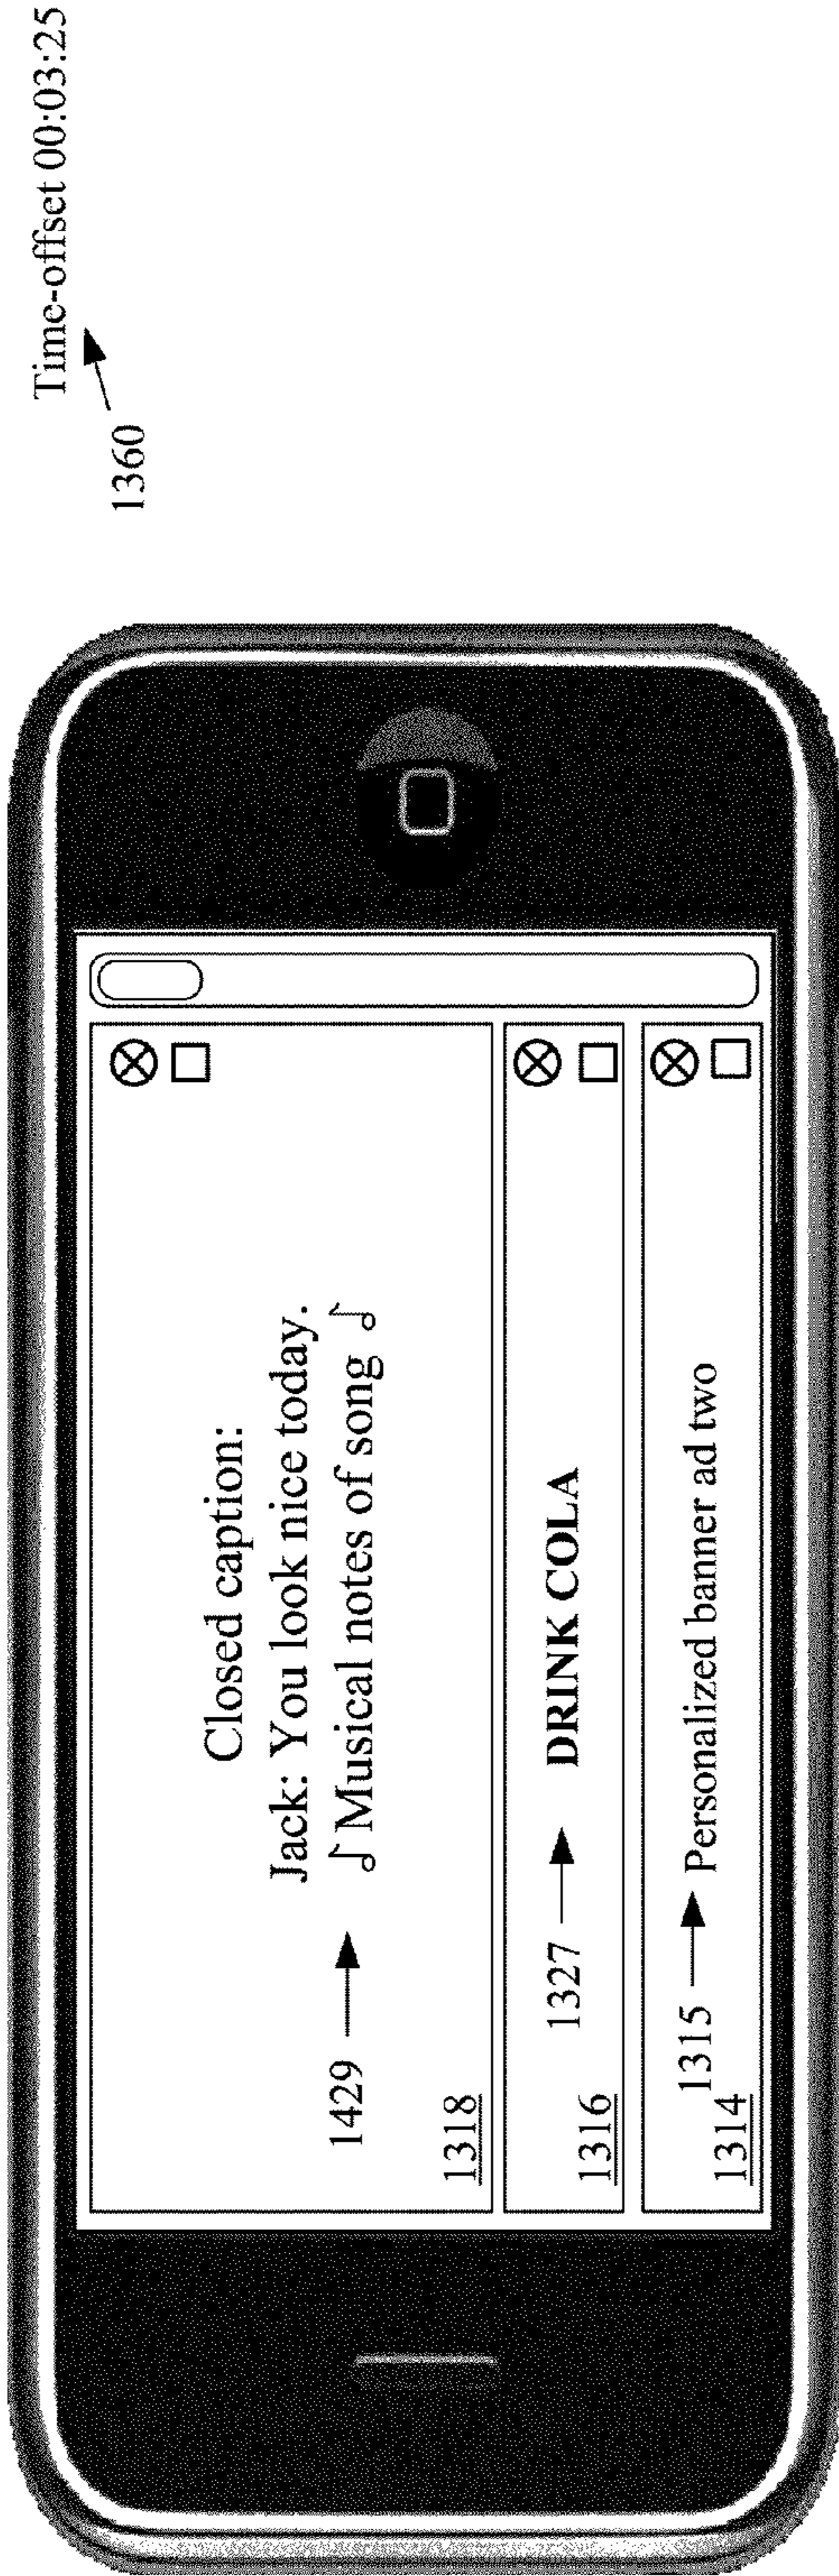 Time-offset 00:03:25
1360
Closed caption:
Jack: You look nice today.
1429
♪ Musical notes of song ♪
1318
1327
DRINK COLA
1316
1315
Personalized banner ad two
1314